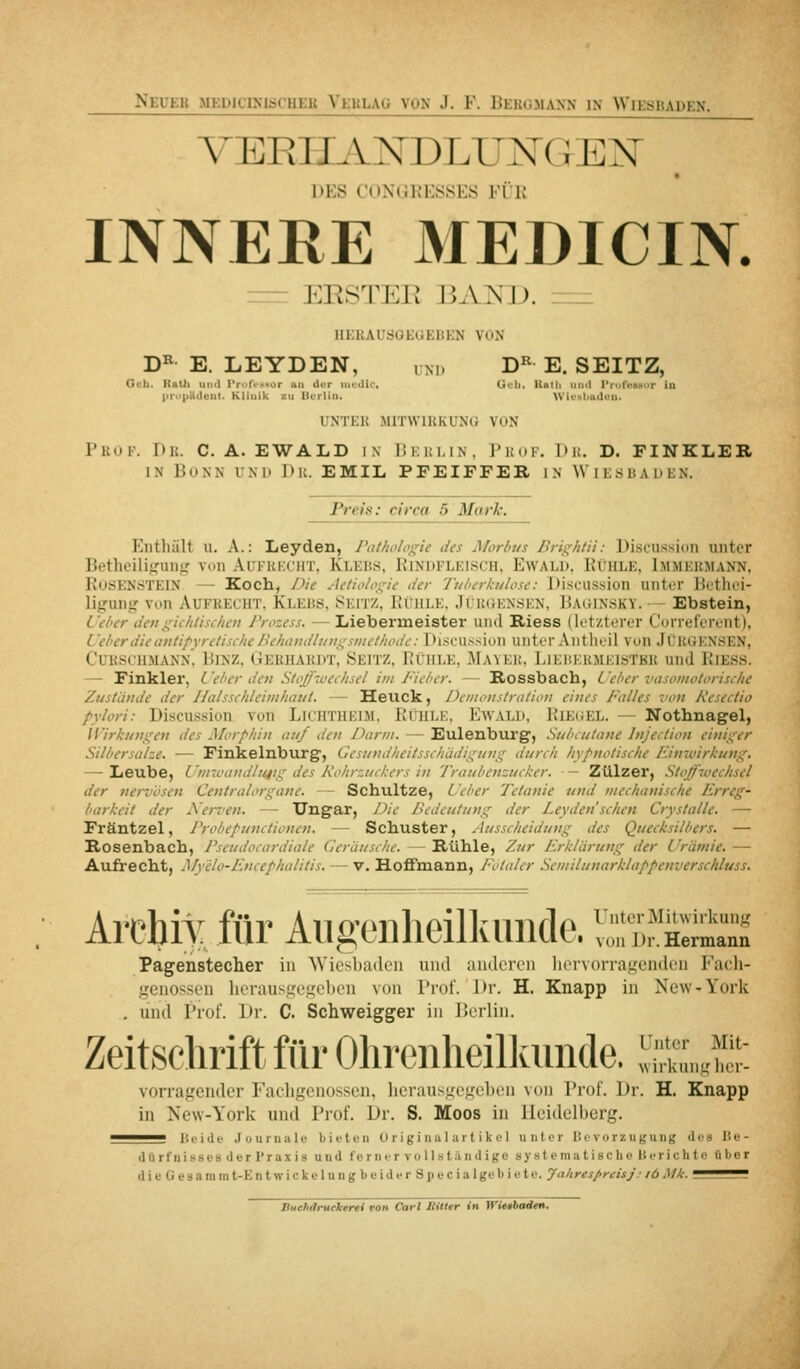 NEUER MEDICINISCHER VERLAG VON J. F. BERGMANN IN WIESBADEN.
VERHANDLUNGEN
DES CONGRESSES FÜR
INNERE MEDICIN.
ERSTER BAND.
HERAUSGEGEBEN VON
DR. E. LEYDEN, UND DR. E. SEITZ,
Geh. Rath und Professor an der medic. Geh. Rath und Professor in
propädeut. Klinik zu Berlin. Wiesbaden.
UNTER MITWIRKUNG VON
PROF. DR. C. A. EWALD IN BERLIN, PROF. DR. D. FINKLER
IN BONN UND DR. EMIL PFEIFFER IN WIESBADEN.
Preis: circa 5 Mark.
Enthält u. A.: Leyden, Pathologie des Morbus Brightii: Discussion unter
Betheiligung von AUFRECHT, KLEBS, RINDFLEISCH, EWALD, RÜHLE, IMMERMANN,
ROSENSTEIN — Koch, Die Aetiologie der Tuberkulose: Discussion unter Bethei-
ligung von AUFRECHT, KLEBS, SEITZ, RÜHLE, JÜRGENSEN, BAGINSKY. — Ebstein,
Ueber den gichtischen Prozess. — Liebermeister und Riess (letzterer Correferent),
Ueber die antipyretische Behandlungsmethode: Discussion unter Antheil von JÜRGENSEN,
CURSCHMANN, BINZ, GERHARDT, SEITZ, RÜHLE, MAYER, LIEBERMEISTER und RIESS.
— Finkler, Ueber den Stoffwechsel im Fieber. — Rossbach, Ueber vasomotorische
Zustände der Halsschleimhaut. — Heuck, Demonstration eines Falles von Resectio
pylori: Discussion von LICHTHEIM, RÜHLE, EWALD, RIEGEL. — Nothnagel,
Wirkungen des Morphin auf den Darm. — Eulenburg, Subcutane Injection einiger
Silbersalze. — Finkelnburg, Gesundheitsschädigung durch hypnotische Einwirkung.
— Leube, Umwandlung des Rohrzuckers in Traubenzucker. — Zülzer, Stoffwechsel
der nervösen Centralorgane. — Schultze, Ueber Tetanie und mechanische Erreg-
barkeit der Nerven. — Ungar, Die Bedeutung der Leyden'schen Crystalle. —
Fräntzel, Probepunctionen. — Schuster, Ausscheidung des Quecksilbers. —
Rosenbach, Pseudocardiale Geräusche. — Rühle, Zur Erklärung der Urämie. —
Aufrecht, Myelo-Encephalitis. — v. Hoffmann, Fötaler Semilunarklappenverschluss.
Archiv für Augenheilkunde. Unter Mitwirkung von Dr. Hermann
Pagenstecher in Wiesbaden und anderen hervorragenden Fach-
genossen herausgegeben von Prof. Dr. H. Knapp in New-York
und Prof. Dr. C. Schweigger in Berlin.
Zeitschrift für Ohrenheilkunde. Unter Mit-wirkung her-
vorragender Fachgenossen, herausgegeben von Prof. Dr. H. Knapp
in New-York und Prof. Dr. S. Moos in Heidelberg.
Beide Journale bieten Originalartikel unter Bevorzugung des Be-
dürfnisses der Praxis und ferner vollständige systematische Berichte über
die Gesammt-Entwickelung beider Specialgebiete. Jahrespreis j: 16 Mk.
Buchdruckerei von Carl Ritter in Wiesbaden.